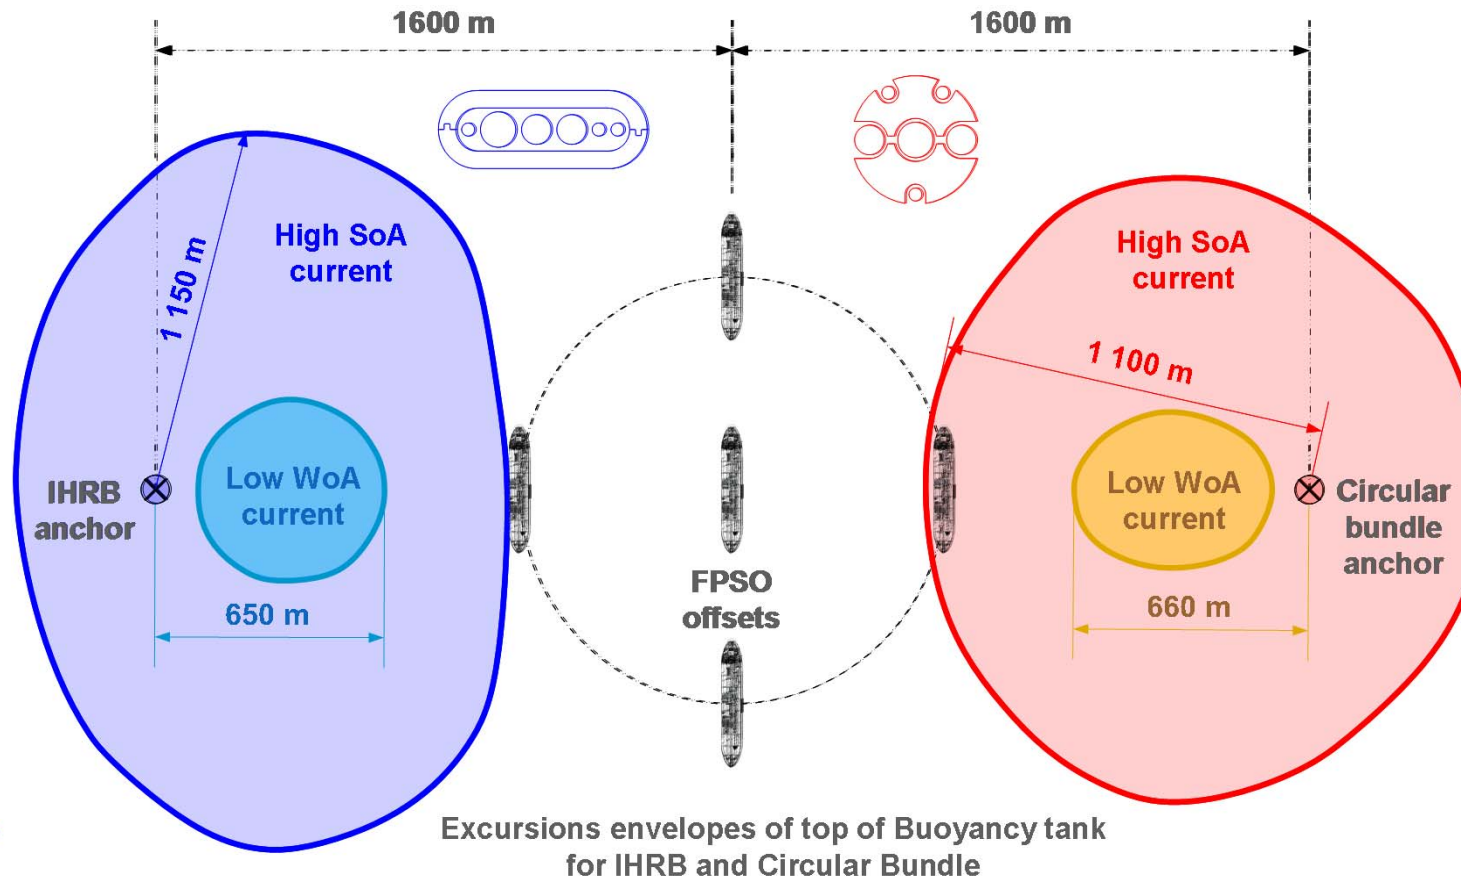 1600 m
1600 m
High SoA
current
1 150 m
High SoA
current
1 100 m
Low WoA
current
IHRB
anchor
Low WoA
current
Circular
bundle
anchor
650 m
FPSO
offsets
660 m
Excursions envelopes of top of Buoyancy tank
for IHRB and Circular Bundle